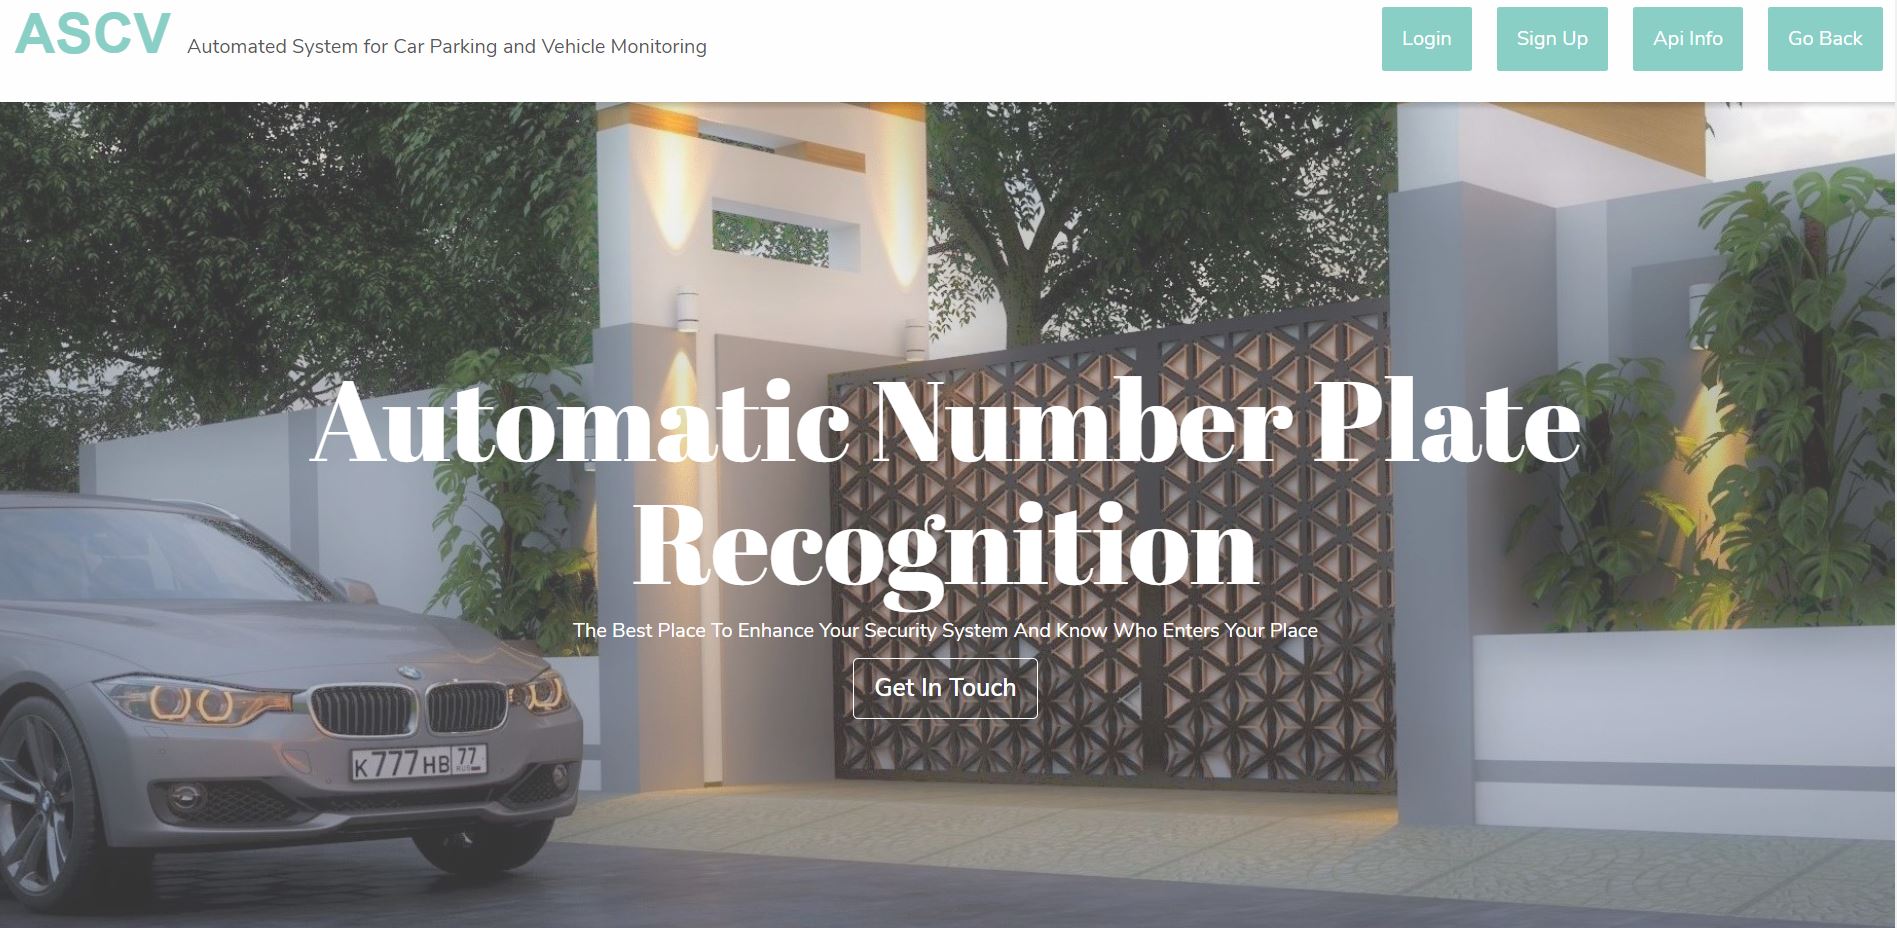 ASCV Automated System for Car Parking and Vehicle Monitoring
Login
Sign Up
Api Info
Go Back
Automatic Number Plate
Recognition
The Best Place To Enhance Your Security System And Know Who Enters Your Place
Get In Touch
К777НВ 77
RUS